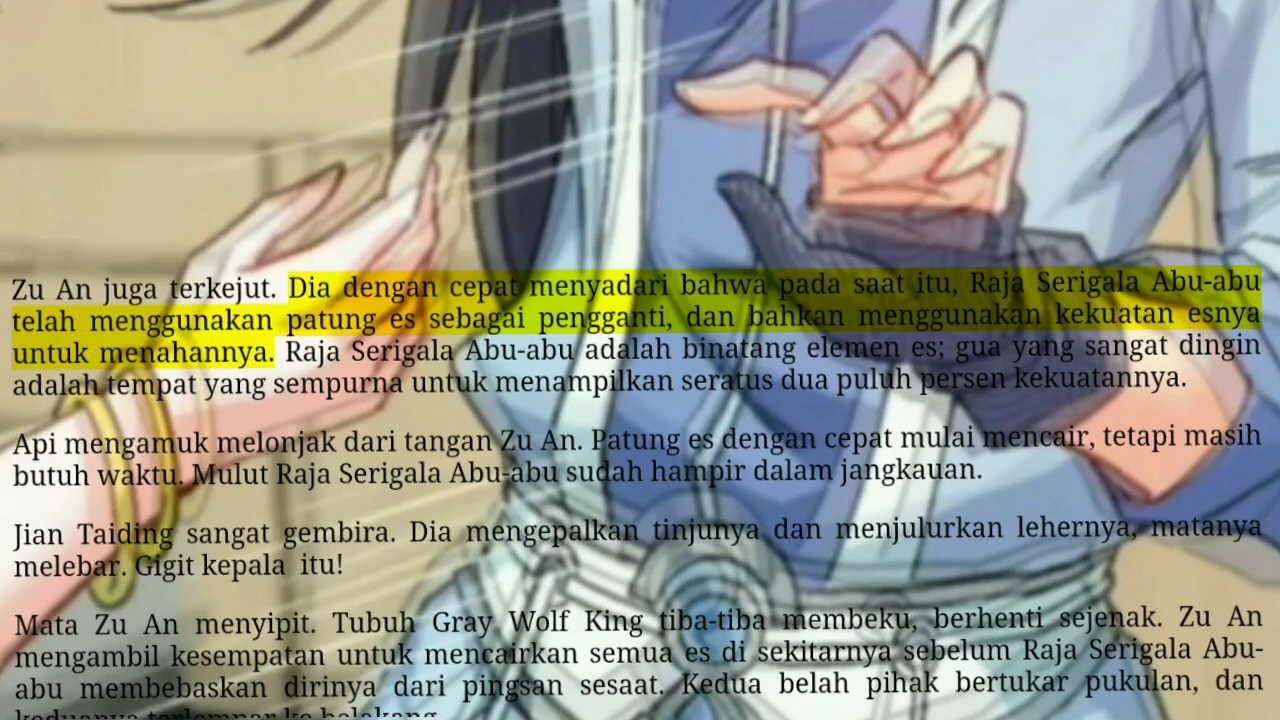 Zu An juga terkejut. Dia dengan cepat menyadari bahwa pada saat itu, Raja Serigala Abu-abu
telah menggunakan patung es sebagai pengganti, dan bahkan menggunakan kekuatan esnya
untuk menahannya. Raja Serigala Abu-abu adalah binatang elemen es; gua yang sangat dingin
adalah tempat yang sempurna untuk menampilkan seratus dua puluh persen kekuatannya.
Api mengamuk melonjak dari tangan Zu An. Patung es dengan cepat mulai mencair, tetapi masih
butuh waktu. Mulut Raja Serigala Abu-abu sudah hampir dalam jangkauan.
Jian Taiding sangat gembira. Dia mengepalkan tinjunya dan menjulurkan lehernya, matanya
melebar. Gigit kepala itu!
Mata Zu An menyipit. Tubuh Gray Wolf King tiba-tiba membeku, berhenti sejenak. Zu An
mengambil kesempatan untuk mencairkan semua es di sekitarnya sebelum Raja Serigala Abu-
abu membebaskan dirinya dari pingsan sesaat. Kedua belah pihak bertukar pukulan, dan
keduanya terlempar ke belakang.